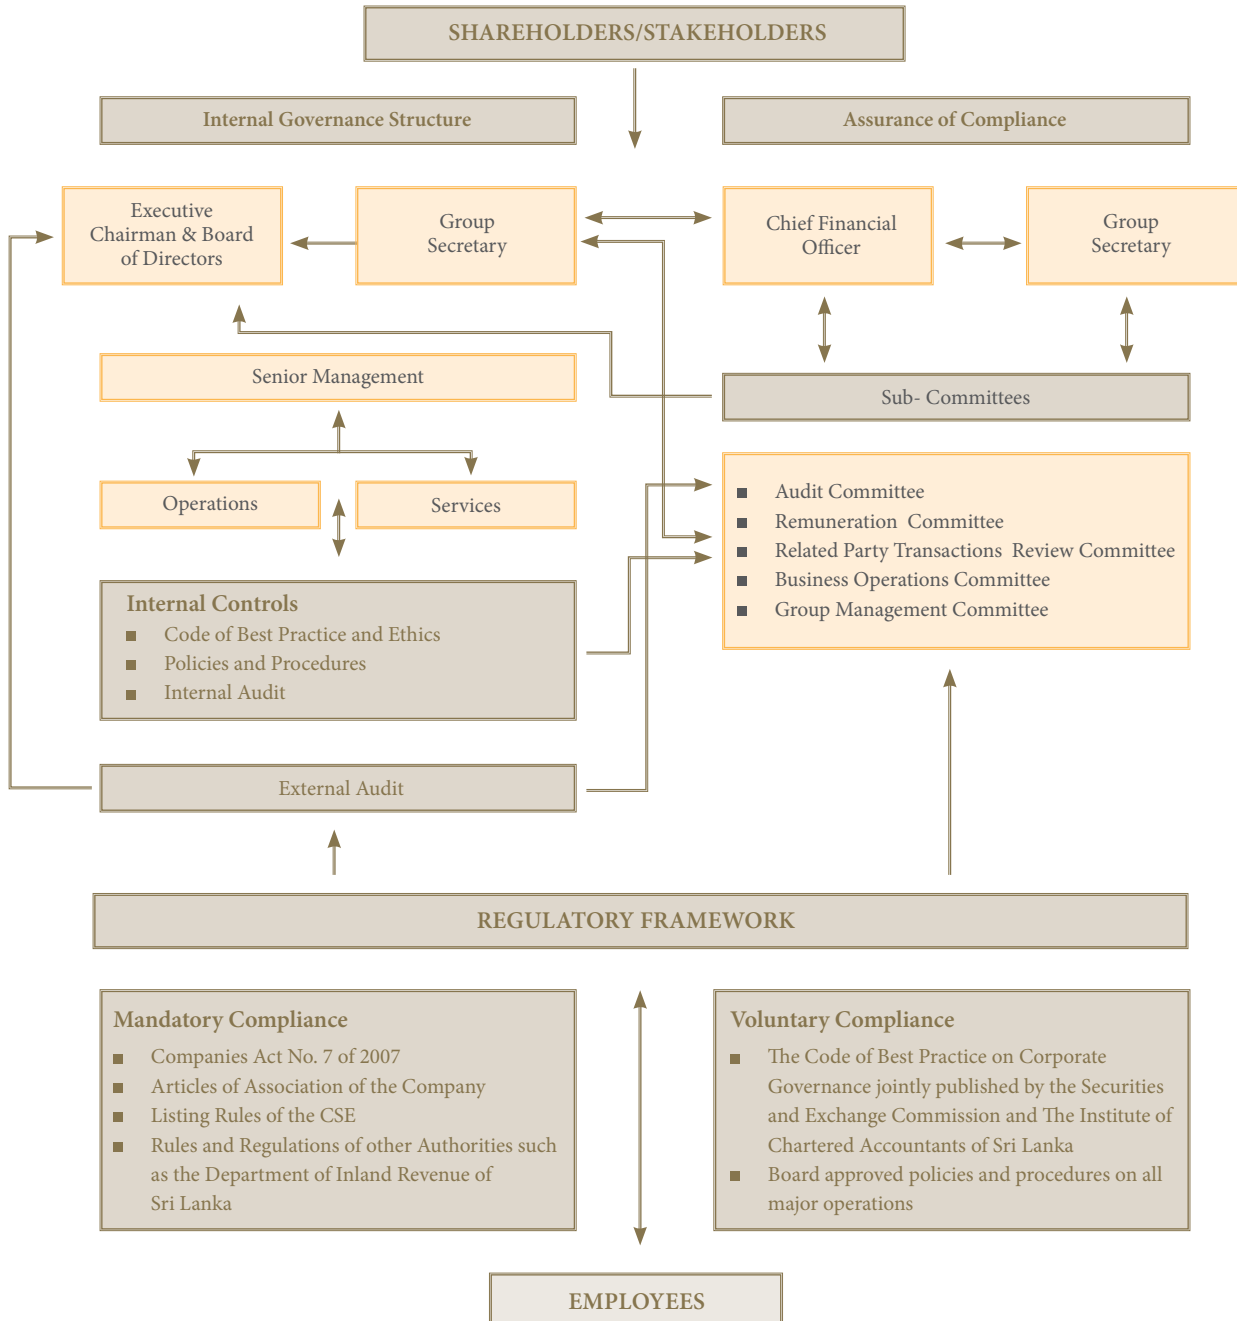 SHAREHOLDERS/STAKEHOLDERS
Internal Governance Structure
Assurance of Compliance
Executive
Chairman & Board
of Directors
Group
Secretary
Chief Financial
Officer
Group
Secretary
Senior Management
Sub- Committees
Operations
Services
■ Audit Committee
■ Remuneration Committee
■ Related Party Transactions Review Committee
■ Business Operations Committee
■ Group Management Committee
Internal Controls
■ Code of Best Practice and Ethics
■ Policies and Procedures
■ Internal Audit
External Audit
REGULATORY FRAMEWORK
Mandatory Compliance
■ Companies Act No. 7 of 2007
■ Articles of Association of the Company
■ Listing Rules of the CSE
■ Rules and Regulations of other Authorities such
as the Department of Inland Revenue of
Sri Lanka
Voluntary Compliance
■ The Code of Best Practice on Corporate
Governance jointly published by the Securities
and Exchange Commission and The Institute of
Chartered Accountants of Sri Lanka
■ Board approved policies and procedures on all
major operations
EMPLOYEES